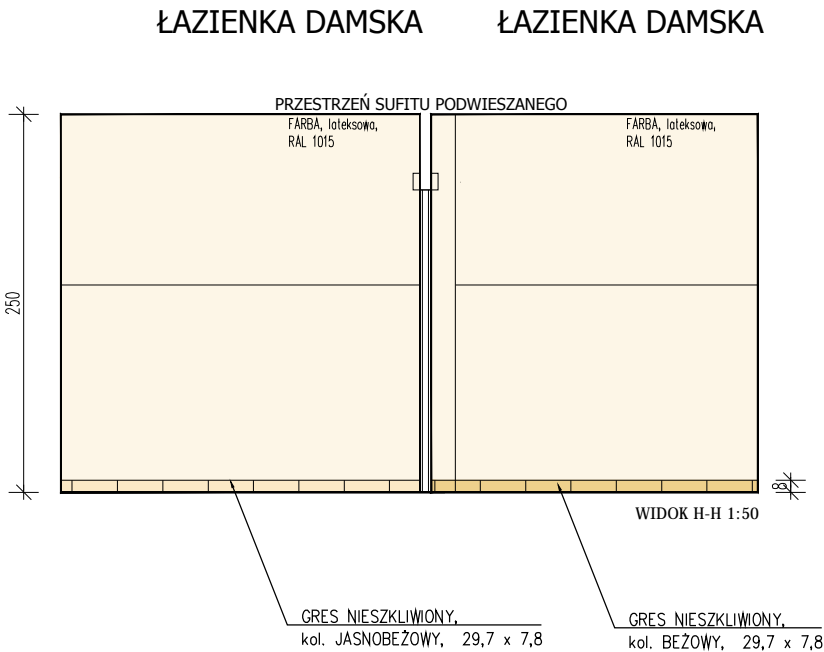 ŁAZIENKA DAMSKA
ŁAZIENKA DAMSKA
PRZESTRZEŃ SUFITU PODWIESZANEGO
FARBA, lateksowa,
RAL 1015
FARBA, lateksowa,
RAL 1015
250
8
WIDOK H-H 1:50
GRES NIESZKLIWIONY,
kol. JASNOBEŻOWY, 29,7 x 7,8
GRES NIESZKLIWIONY,
kol. BEŻOWY, 29,7 x 7,8